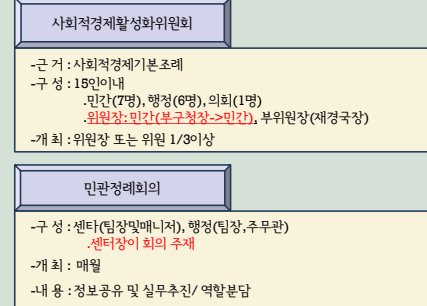 사회적경제활성화위원회
-근 거 : 사회적경제기본조례
-구 성 : 15인이내
.민간(7명), 행정(6명), 의회(1명)
.위원장: 민간(부구청장->민간), 부위원장(재경국장)
-개 최 : 위원장 또는 위원 1/3이상
민관정례회의
-구 성 : 센타(팀장및매니저), 행정(팀장,주무관)
.센터장이 회의 주재
-개 최 : 매월
-내 용 : 정보공유 및 실무추진/ 역할분담